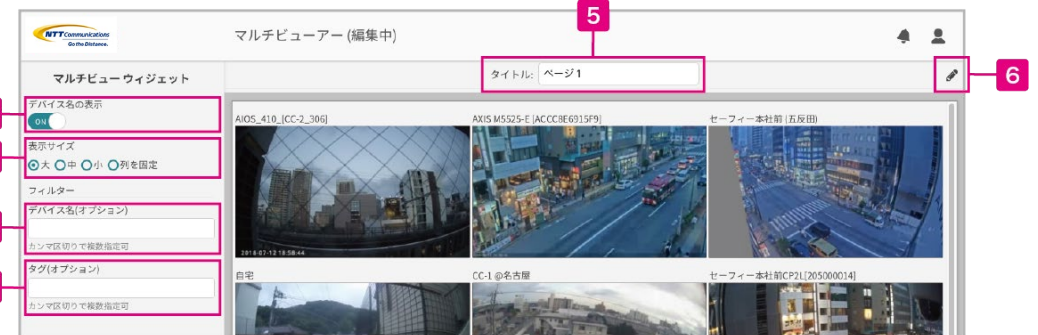 5
NTT Communications
Go the Distance.
マルチビューアー (編集中)
マルチビュー ウィジェット
タイトル: ページ 1
6
デバイス名の表示
ON
表示サイズ
大 中 小 列を固定
フィルター
デバイス名(オプション)
カンマ区切りで複数指定可
タグ(オプション)
カンマ区切りで複数指定可
AIOS_410_[CC-2_306]
AXIS M5525-E [ACCC8E6915F9]
セーフィー本社前 (五反田)
2018-07-12 18:58:44
自宅
CC-1 @名古屋
セーフィー本社前CP2L[205000014]